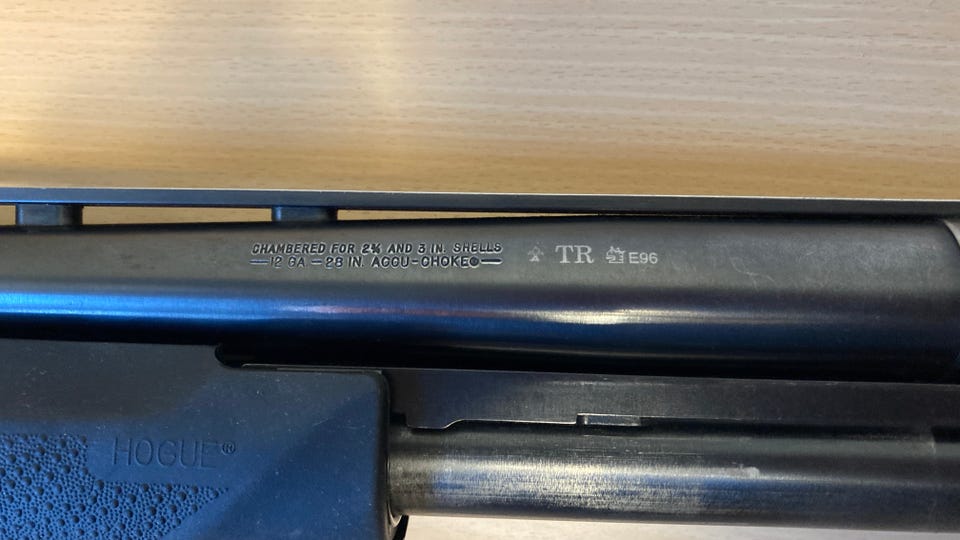 CHAMBERED FOR 2¾ AND 3 IN. SHELLS
12 GA – 28 IN. ACCU-CHOKE
TR
E96
HOGUE®